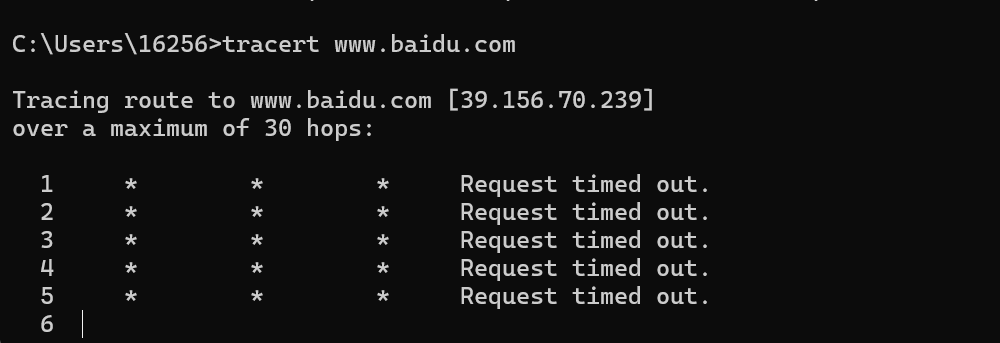 C:\Users\16256>tracert www.baidu.com
Tracing route to www.baidu.com [39.156.70.239]
over a maximum of 30 hops:
1 * * * Request timed out.
2 * * * Request timed out.
3 * * * Request timed out.
4 * * * Request timed out.
5 * * * Request timed out.
6